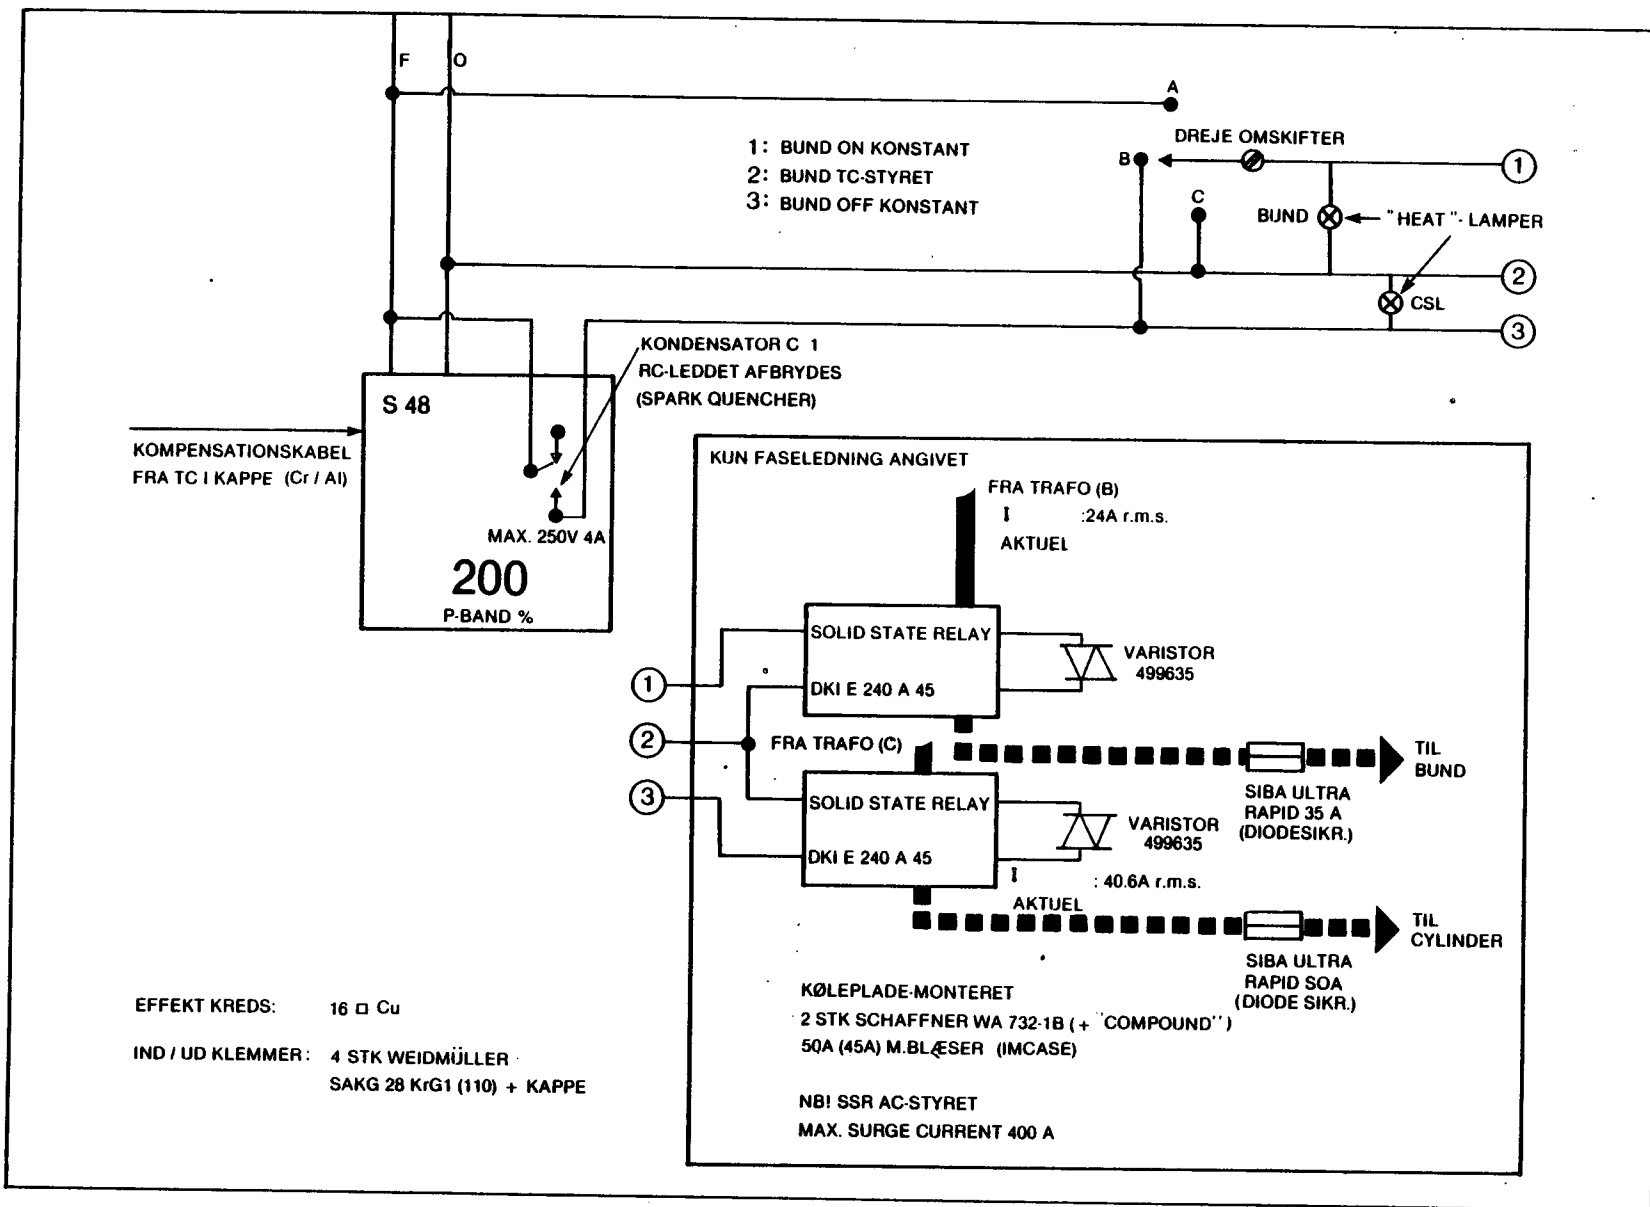 F O
A
DREJE OMSKIFTER
1: BUND ON KONSTANT
2: BUND TC-STYRET
3: BUND OFF KONSTANT
B
1
C
BUND
"HEAT"- LAMPER
2
CSL
3
KONDENSATOR C 1
RC-LEDDET AFBRYDES
(SPARK QUENCHER)
S 48
KOMPENSATIONSKABEL
FRA TC I KAPPE (Cr / Al)
MAX. 250V 4A
200
P-BAND %
KUN FASELEDNING ANGIVET
FRA TRAFO (B)
I :24A r.m.s.
AKTUEL
SOLID STATE RELAY
DKI E 240 A 45
VARISTOR
499635
1
2
3
FRA TRAFO (C)
TIL
BUND
SIBA ULTRA
RAPID 35 A
(DIODESIKR.)
SOLID STATE RELAY
DKI E 240 A 45
VARISTOR
499635
I : 40.6A r.m.s.
AKTUEL
TIL
CYLINDER
SIBA ULTRA
RAPID SOA
(DIODE SIKR.)
KØLEPLADE-MONTERET
2 STK SCHAFFNER WA 732-1B (+ "COMPOUND")
50A (45A) M.BLÆSER (IMCASE)
NB! SSR AC-STYRET
MAX. SURGE CURRENT 400 A
EFFEKT KREDS: 16 □ Cu
IND / UD KLEMMER: 4 STK WEIDMÜLLER
SAKG 28 KrG1 (110) + KAPPE